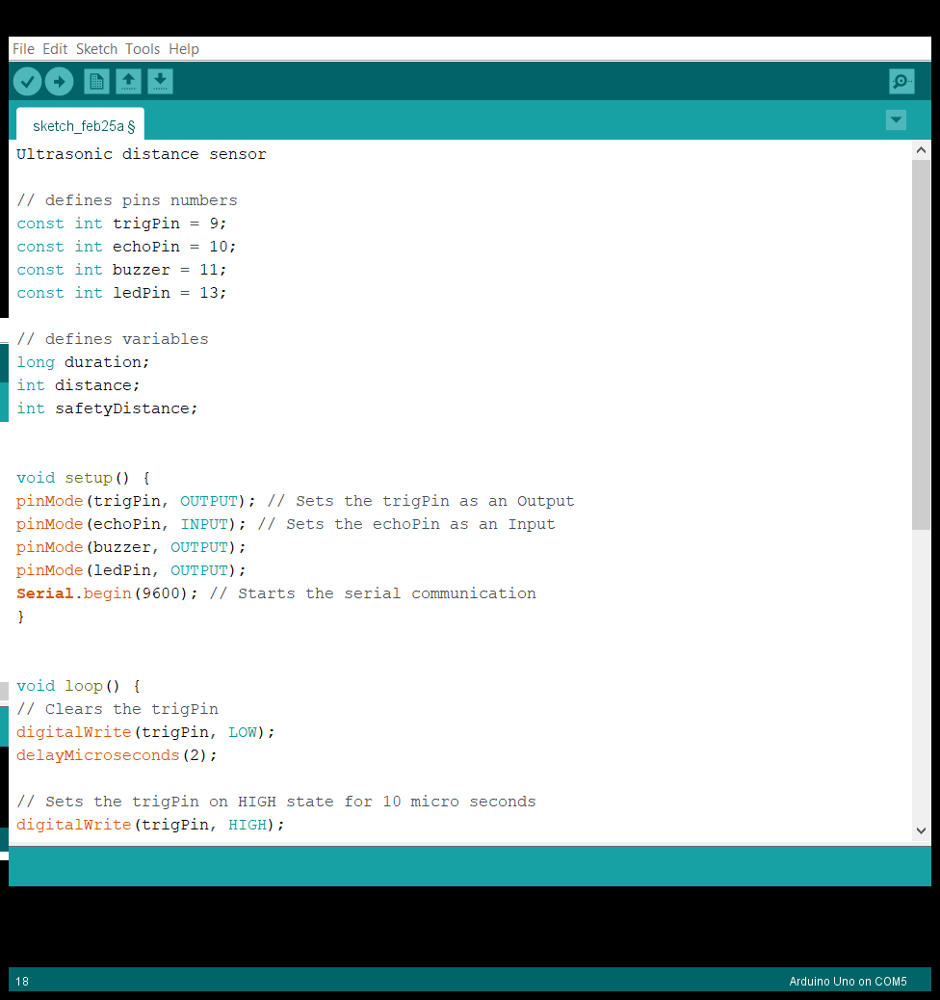 File Edit Sketch Tools Help
sketch_feb25a §
Ultrasonic distance sensor
// defines pins numbers
const int trigPin = 9;
const int echoPin = 10;
const int buzzer = 11;
const int ledPin = 13;
// defines variables
long duration;
int distance;
int safetyDistance;
void setup() {
pinMode(trigPin, OUTPUT); // Sets the trigPin as an Output
pinMode(echoPin, INPUT); // Sets the echoPin as an Input
pinMode(buzzer, OUTPUT);
pinMode(ledPin, OUTPUT);
Serial.begin(9600); // Starts the serial communication
}
void loop() {
// Clears the trigPin
digitalWrite(trigPin, LOW);
delayMicroseconds(2);
// Sets the trigPin on HIGH state for 10 micro seconds
digitalWrite(trigPin, HIGH);
18 Arduino Uno on COM5